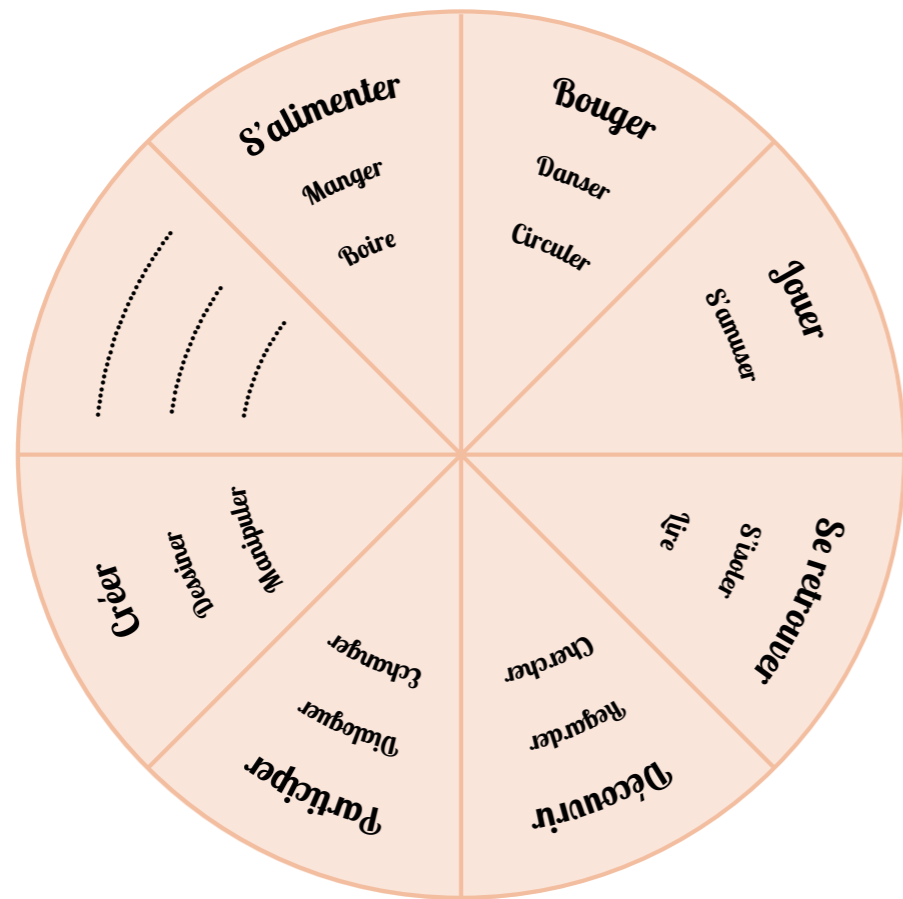 S'alimenter
Manger
Boire
Bouger
Danser
Circuler
Jouer
S'amuser
Se retrouver
S'isoler
Lire
Découvrir
Regarder
Chercher
Participer
Dialoguer
Echanger
Créer
Dessiner
Manipuler